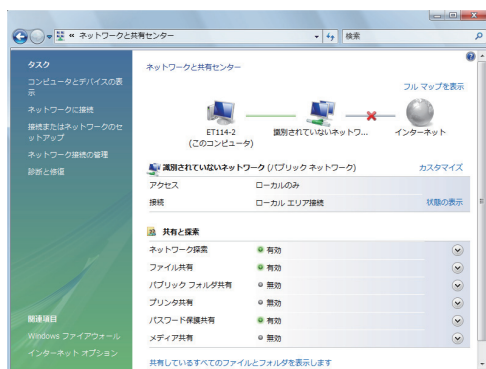 « ネットワークと共有センター
検索
タスク
コンピュータとデバイスの表
示
ネットワークに接続
接続またはネットワークのセ
ットアップ
ネットワーク接続の管理
診断と修復
関連項目
Windows ファイアウォール
インターネット オプション
ネットワークと共有センター
フル マップを表示
ET114-2
(このコンピュータ)
識別されていないネットワ...
インターネット
識別されていないネットワーク (パブリック ネットワーク) カスタマイズ
アクセス ローカルのみ
接続 ローカル エリア接続 状態の表示
共有と探索
ネットワーク探索 有効
ファイル共有 有効
パブリック フォルダ共有 無効
プリンタ共有 無効
パスワード保護共有 有効
メディア共有 無効
共有しているすべてのファイルとフォルダを表示します